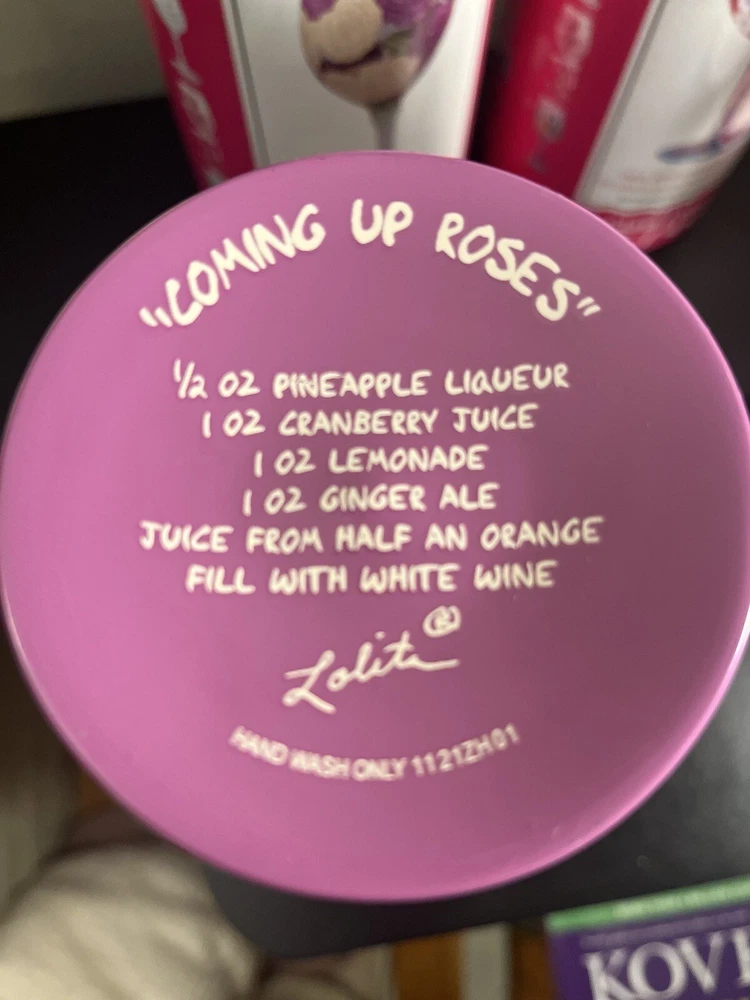 "COMING UP ROSES"
1/2 OZ PINEAPPLE LIQUEUR
1 OZ CRANBERRY JUICE
1 OZ LEMONADE
1 OZ GINGER ALE
JUICE FROM HALF AN ORANGE
FILL WITH WHITE WINE
Lolita®
HAND WASH ONLY 1121ZH01
KOV